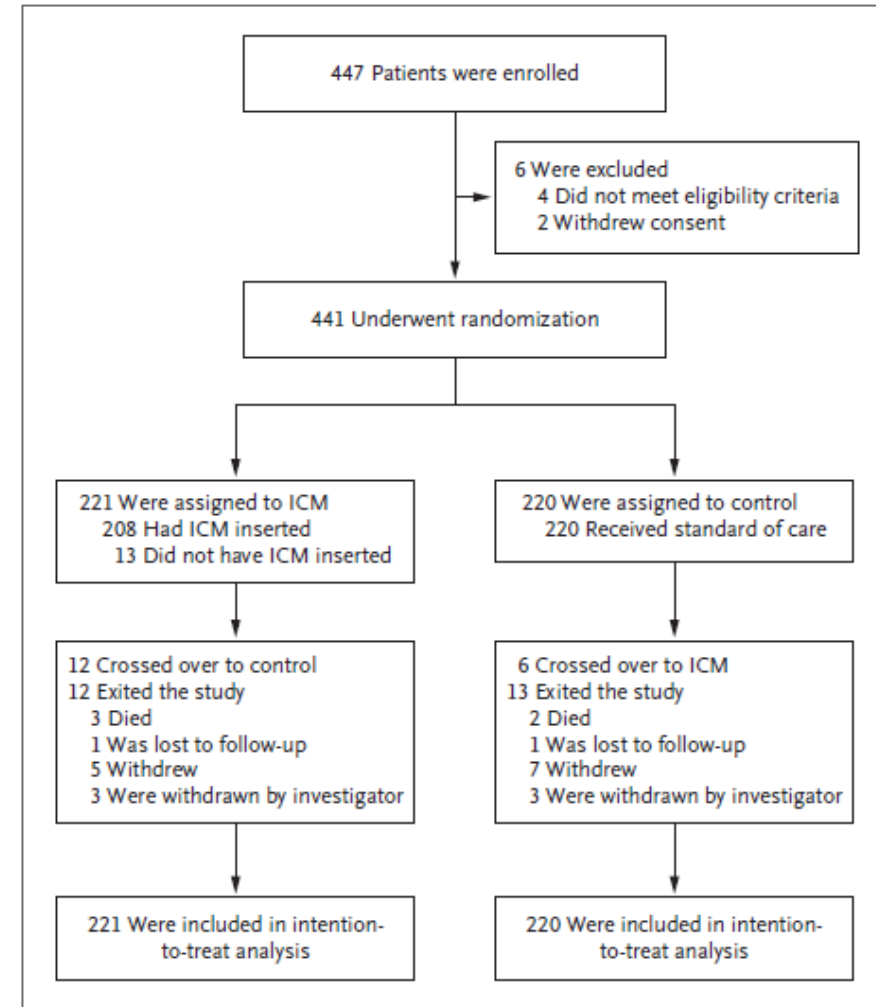 447 Patients were enrolled
6 Were excluded
4 Did not meet eligibility criteria
2 Withdrew consent
441 Underwent randomization
221 Were assigned to ICM
208 Had ICM inserted
13 Did not have ICM inserted
220 Were assigned to control
220 Received standard of care
12 Crossed over to control
12 Exited the study
3 Died
1 Was lost to follow-up
5 Withdrew
3 Were withdrawn by investigator
6 Crossed over to ICM
13 Exited the study
2 Died
1 Was lost to follow-up
7 Withdrew
3 Were withdrawn by investigator
221 Were included in intention-
to-treat analysis
220 Were included in intention-
to-treat analysis